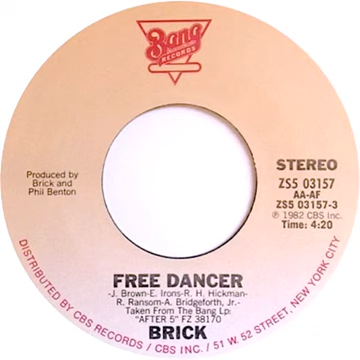 Bang
RECORDS
Produced by
Brick and
Phil Benton
STEREO
ZS5 03157
AA-AF
ZS5 03157-3
℗ 1982 CBS Inc.
Time: 4:20
FREE DANCER
-J. Brown-E. Irons-R. H. Hickman-
R. Ransom-A. Bridgeforth, Jr.-
Taken From The Bang Lp:
"AFTER 5" FZ 38170
BRICK
DISTRIBUTED BY CBS RECORDS / CBS INC. / 51 W. 52 STREET, NEW YORK CITY